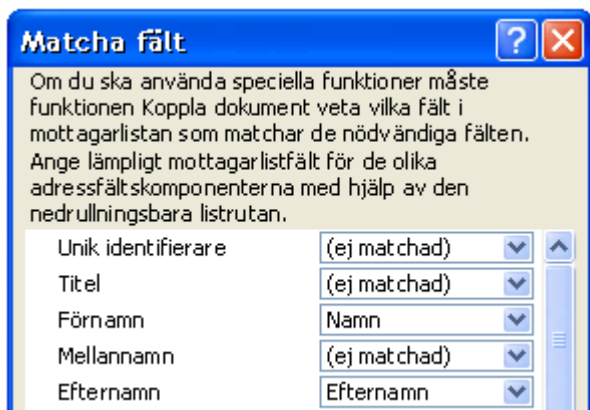 Matcha fält
Om du ska använda speciella funktioner måste
funktionen Koppla dokument veta vilka fält i
mottagarlistan som matchar de nödvändiga fälten.
Ange lämpligt mottagarlistfält för de olika
adressfältskomponenterna med hjälp av den
nedrullningsbara listrutan.
Unik identifierare (ej matchad)
Titel (ej matchad)
Förnamn Namn
Mellannamn (ej matchad)
Efternamn Efternamn